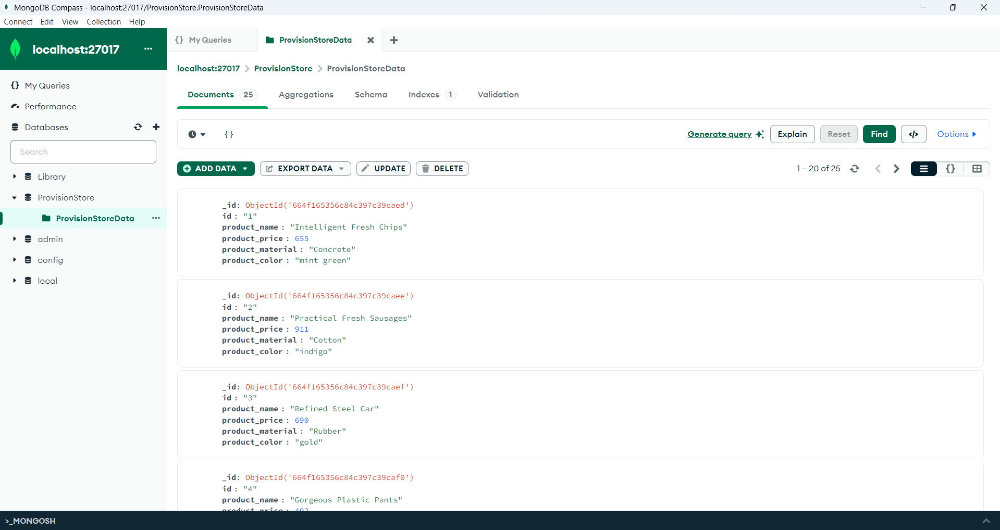 MongoDB Compass - localhost:27017/ProvisionStore.ProvisionStoreData
Connect Edit View Collection Help
localhost:27017 ...
My Queries
Performance
Databases
Search
Library
ProvisionStore
ProvisionStoreData ...
admin
config
local
{} My Queries
ProvisionStoreData
localhost:27017 > ProvisionStore > ProvisionStoreData
Documents 25 Aggregations Schema Indexes 1 Validation
{} Generate query Explain Reset Find </> Options
ADD DATA EXPORT DATA UPDATE DELETE 1 – 20 of 25 {}
_id: ObjectId('664f165356c84c397c39caed')
id : "1"
product_name : "Intelligent Fresh Chips"
product_price : 655
product_material : "Concrete"
product_color : "mint green"
_id: ObjectId('664f165356c84c397c39caee')
id : "2"
product_name : "Practical Fresh Sausages"
product_price : 911
product_material : "Cotton"
product_color : "indigo"
_id: ObjectId('664f165356c84c397c39caef')
id : "3"
product_name : "Refined Steel Car"
product_price : 690
product_material : "Rubber"
product_color : "gold"
_id: ObjectId('664f165356c84c397c39caf0')
id : "4"
product_name : "Gorgeous Plastic Pants"
product_price :
>_MONGOSH